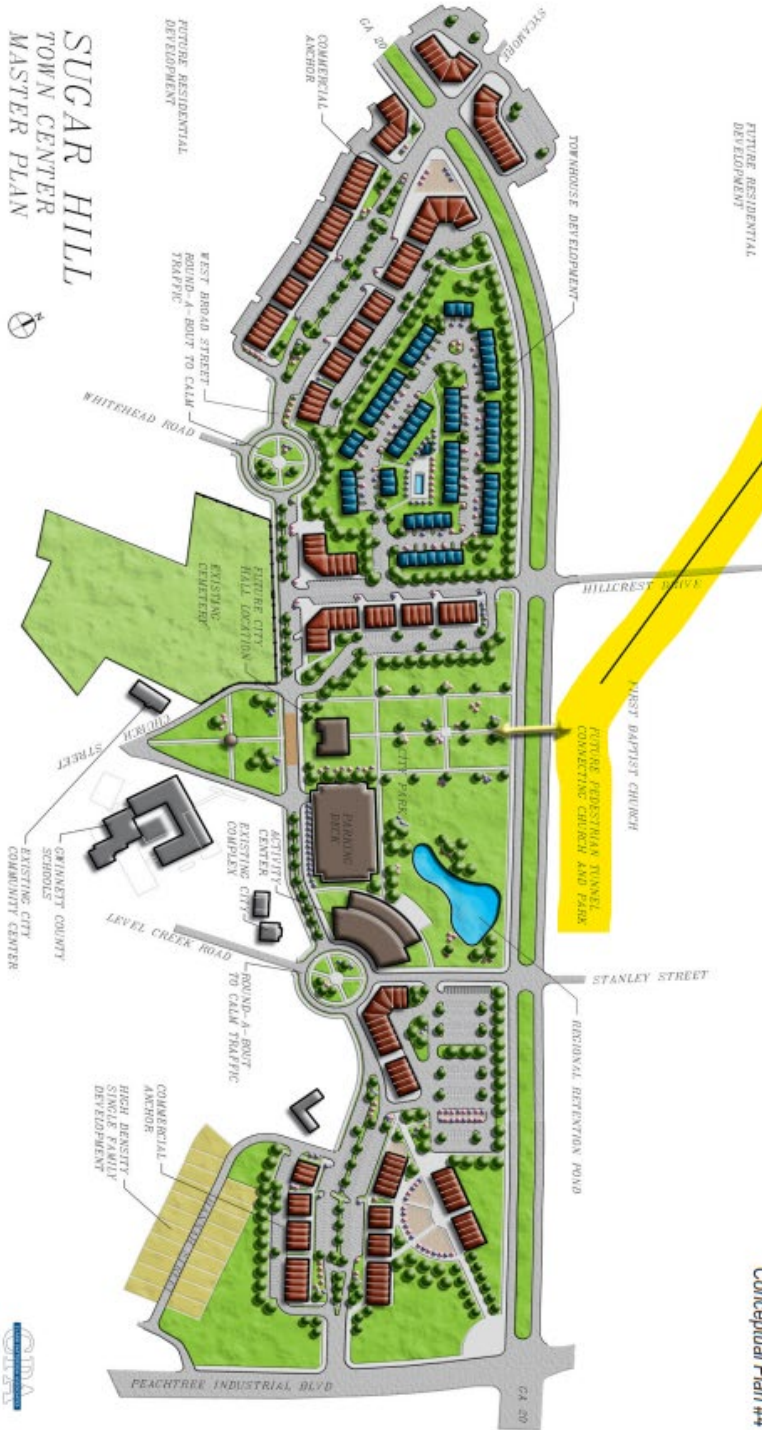 Conceptual Plan #4
SUGAR HILL
TOWN CENTER
MASTER PLAN
N
FUTURE RESIDENTIAL
DEVELOPMENT
FUTURE RESIDENTIAL
DEVELOPMENT
GA 20
SYCAMORE
COMMERCIAL
ANCHOR
TOWNHOUSE DEVELOPMENT
WEST BROAD STREET
ROUND-A-BOUT TO CALM
TRAFFIC
WHITEHEAD ROAD
HILLCREST DRIVE
FUTURE CITY
HALL LOCATION
EXISTING
CEMETERY
FIRST BAPTIST CHURCH
FUTURE PEDESTRIAN TUNNEL
CONNECTING CHURCH AND PARK
CITY PARK
PARKING
DECK
CHURCH
STREET
ACTIVITY
CENTER
EXISTING CITY
COMPLEX
GWINNETT COUNTY
SCHOOLS
EXISTING CITY
COMMUNITY CENTER
LEVEL CREEK ROAD
ROUND-A-BOUT
TO CALM TRAFFIC
STANLEY STREET
REGIONAL RETENTION POND
COMMERCIAL
ANCHOR
HIGH DENSITY
SINGLE FAMILY
DEVELOPMENT
PEACHTREE INDUSTRIAL BLVD
GA 20
GPA